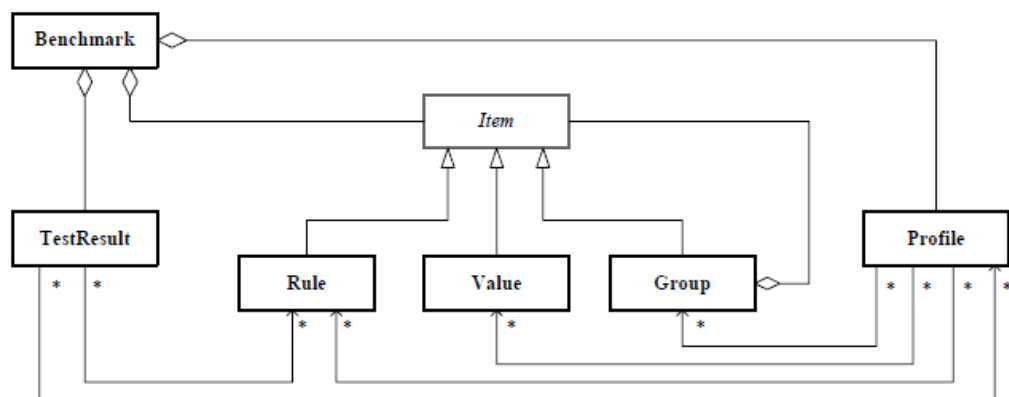 Benchmark
Item
TestResult
Profile
Rule
Value
Group
* *
* * * *
* * * *